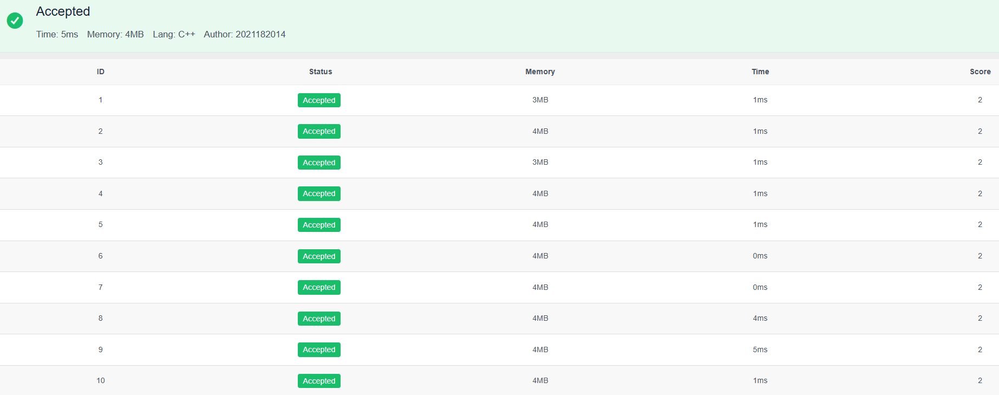 Accepted
Time: 5ms Memory: 4MB Lang: C++ Author: 2021182014
ID Status Memory Time Score
1 Accepted 3MB 1ms 2
2 Accepted 4MB 1ms 2
3 Accepted 3MB 1ms 2
4 Accepted 4MB 1ms 2
5 Accepted 4MB 1ms 2
6 Accepted 4MB 0ms 2
7 Accepted 4MB 0ms 2
8 Accepted 4MB 4ms 2
9 Accepted 4MB 5ms 2
10 Accepted 4MB 1ms 2